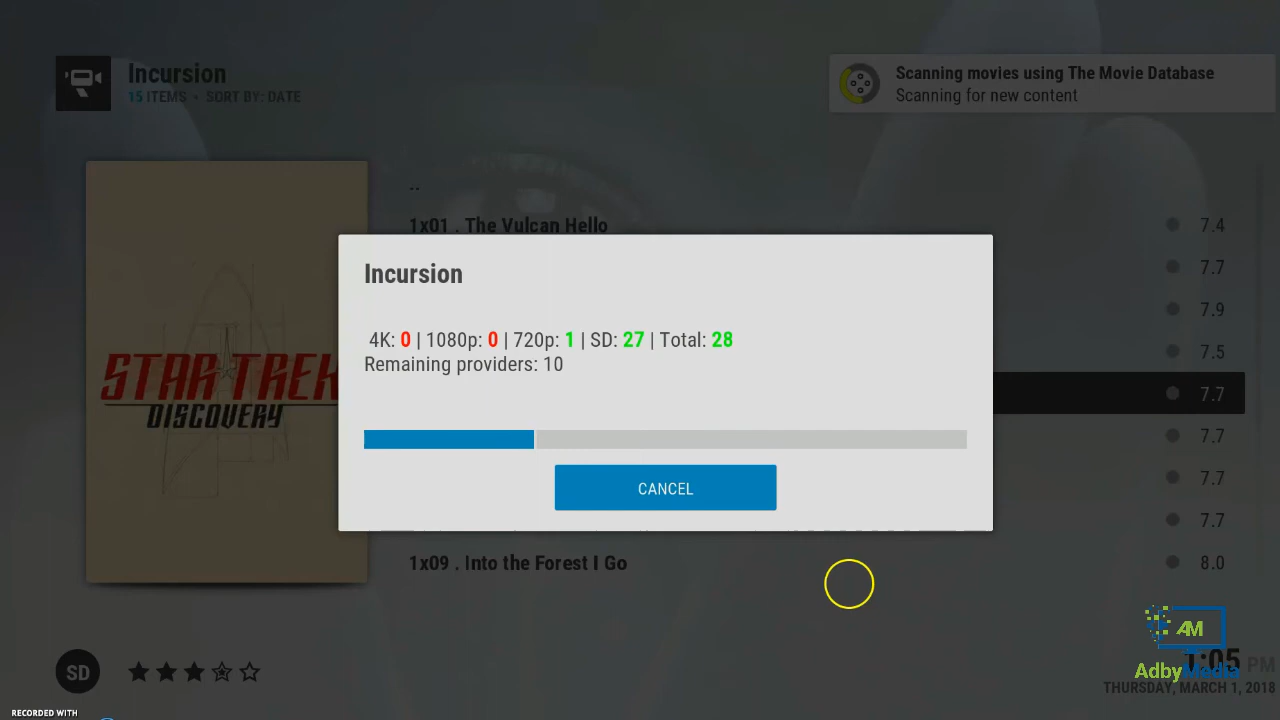 Incursion
15 ITEMS • SORT BY: DATE
Scanning movies using The Movie Database
Scanning for new content
..
1x01 . The Vulcan Hello
7.4
7.7
7.9
7.5
7.7
7.7
7.7
7.7
STAR TREK
DISCOVERY
Incursion
4K: 0 | 1080p: 0 | 720p: 1 | SD: 27 | Total: 28
Remaining providers: 10
CANCEL
1x09 . Into the Forest I Go
8.0
SD
AM
AdbyMedia
1:05 PM
THURSDAY, MARCH 1, 2018
RECORDED WITH